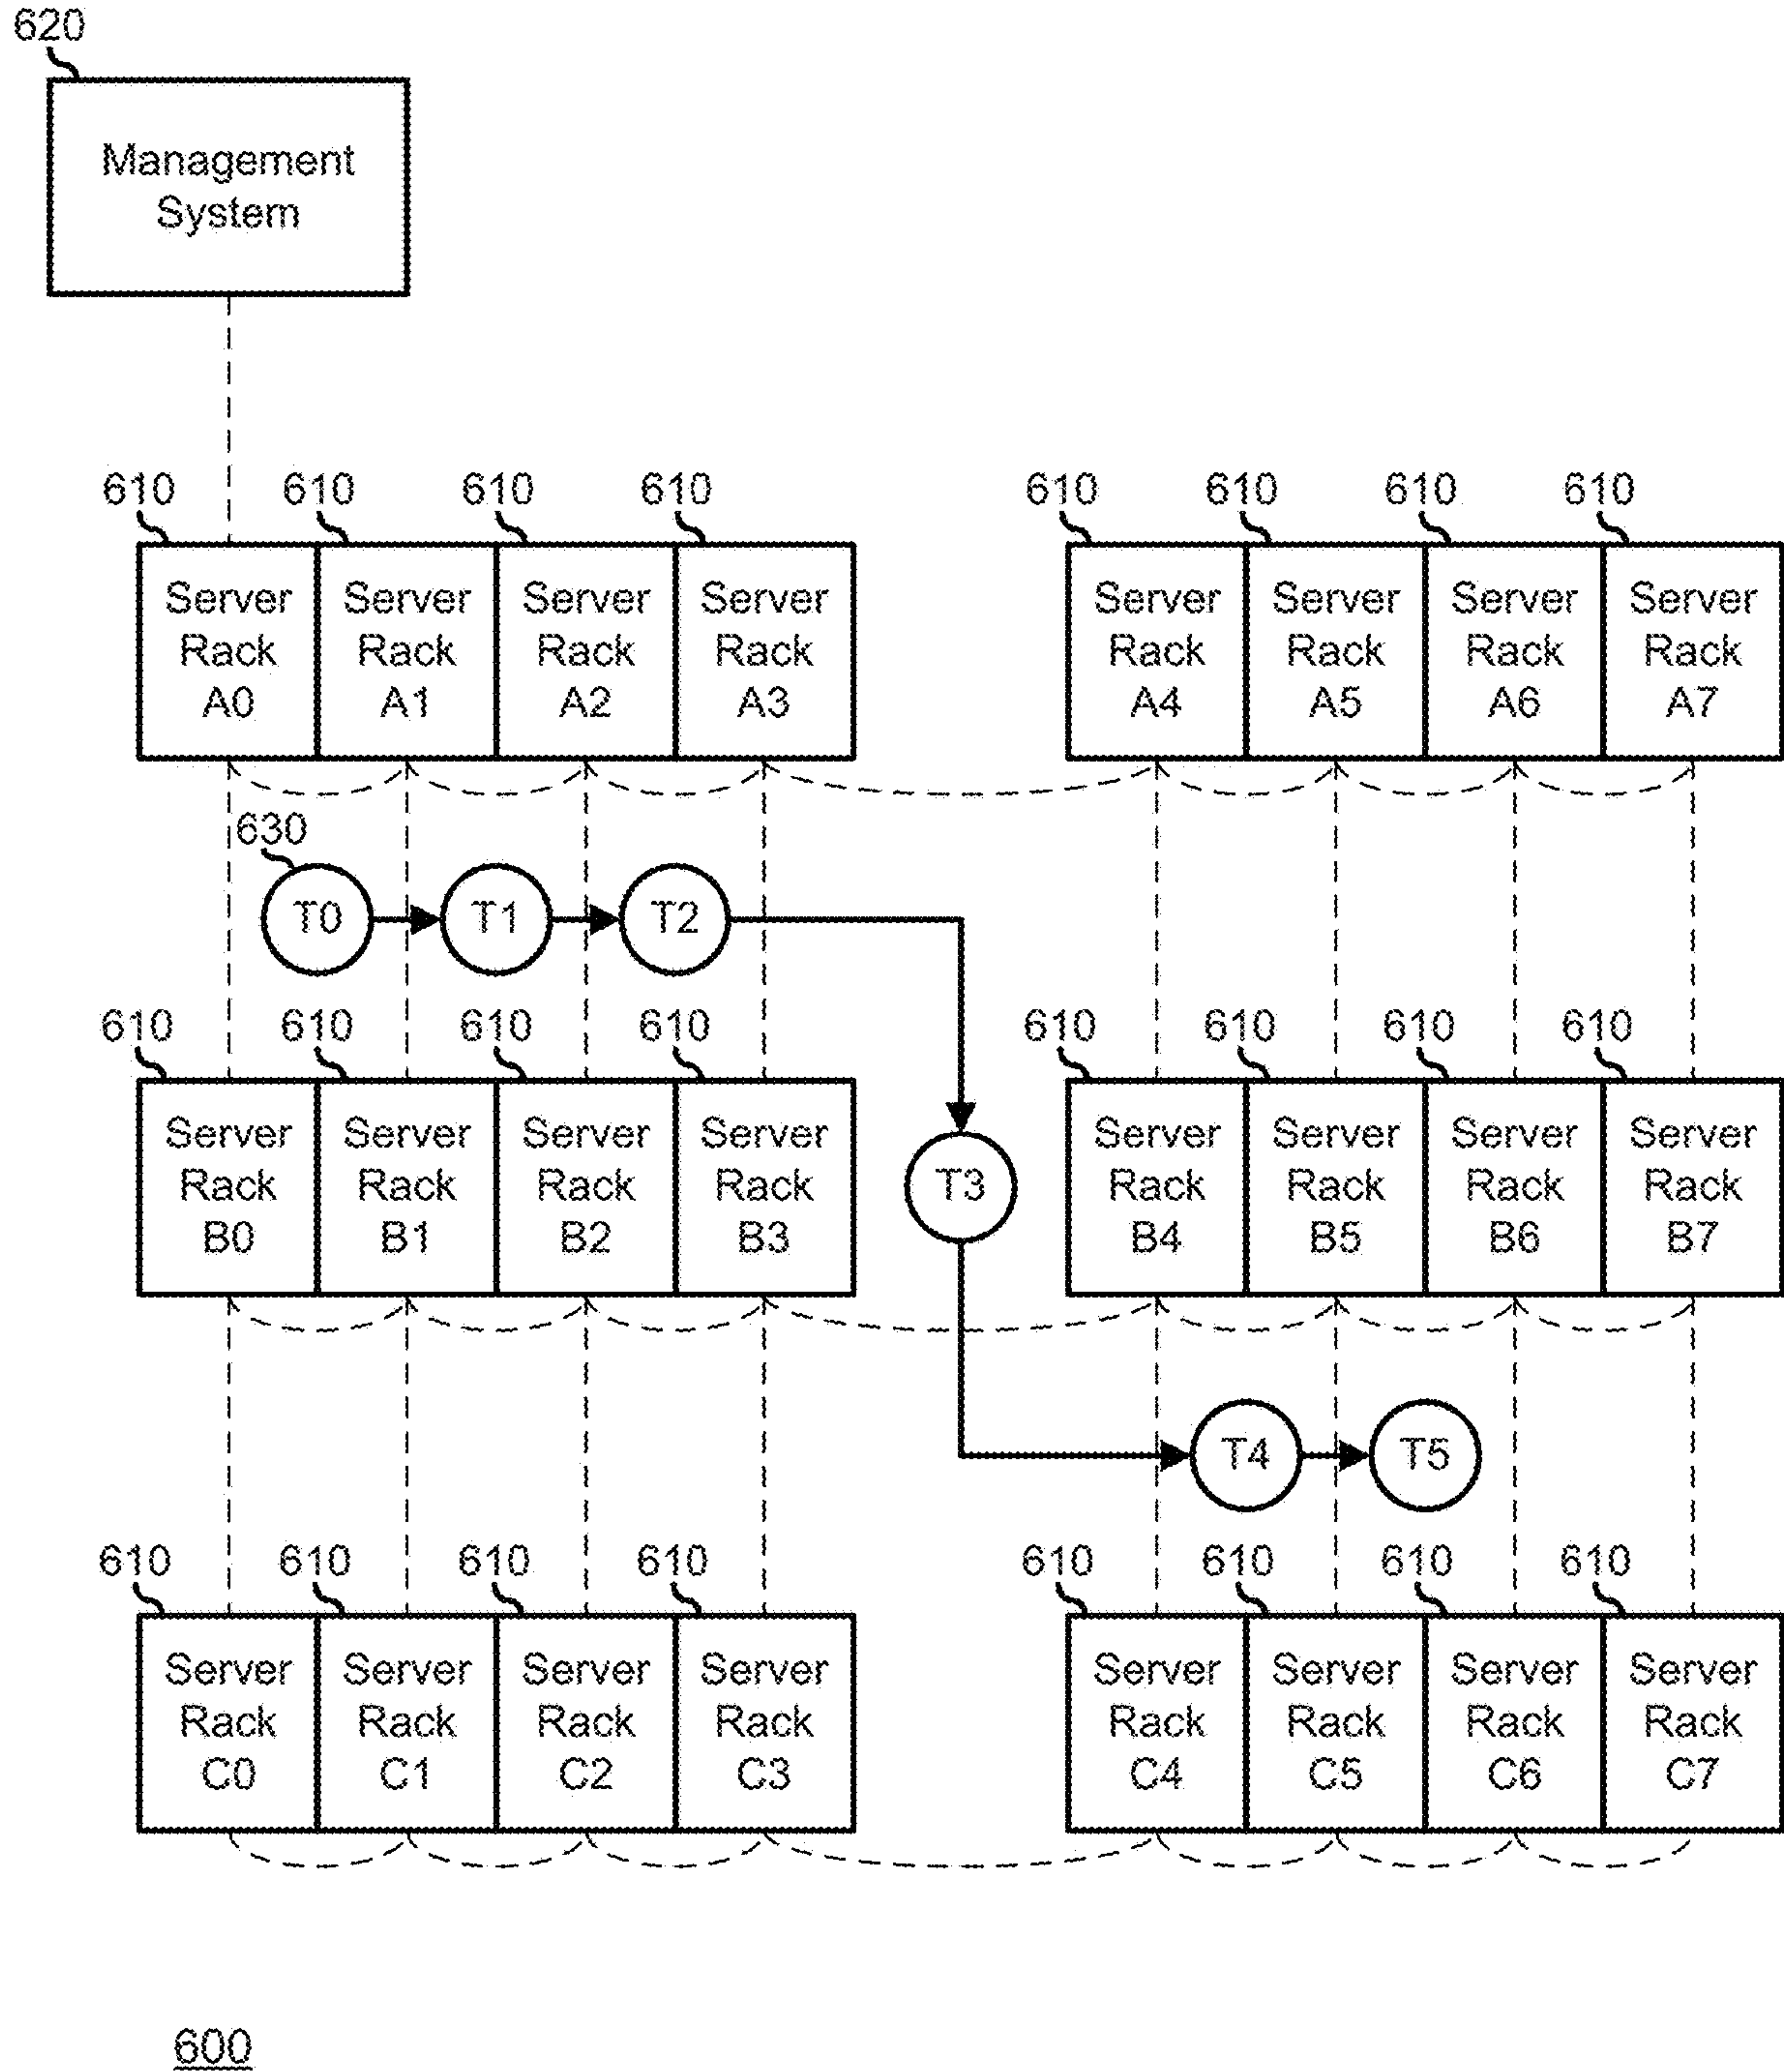 620
Management
System
610 610 610 610 610 610 610 610
Server Server Server Server Server Server Server Server
Rack Rack Rack Rack Rack Rack Rack Rack
A0 A1 A2 A3 A4 A5 A6 A7
630
T0 T1 T2
610 610 610 610 610 610 610 610
Server Server Server Server Server Server Server Server
Rack Rack Rack Rack Rack Rack Rack Rack
B0 B1 B2 B3 B4 B5 B6 B7
T3
T4 T5
610 610 610 610 610 610 610 610
Server Server Server Server Server Server Server Server
Rack Rack Rack Rack Rack Rack Rack Rack
C0 C1 C2 C3 C4 C5 C6 C7
600